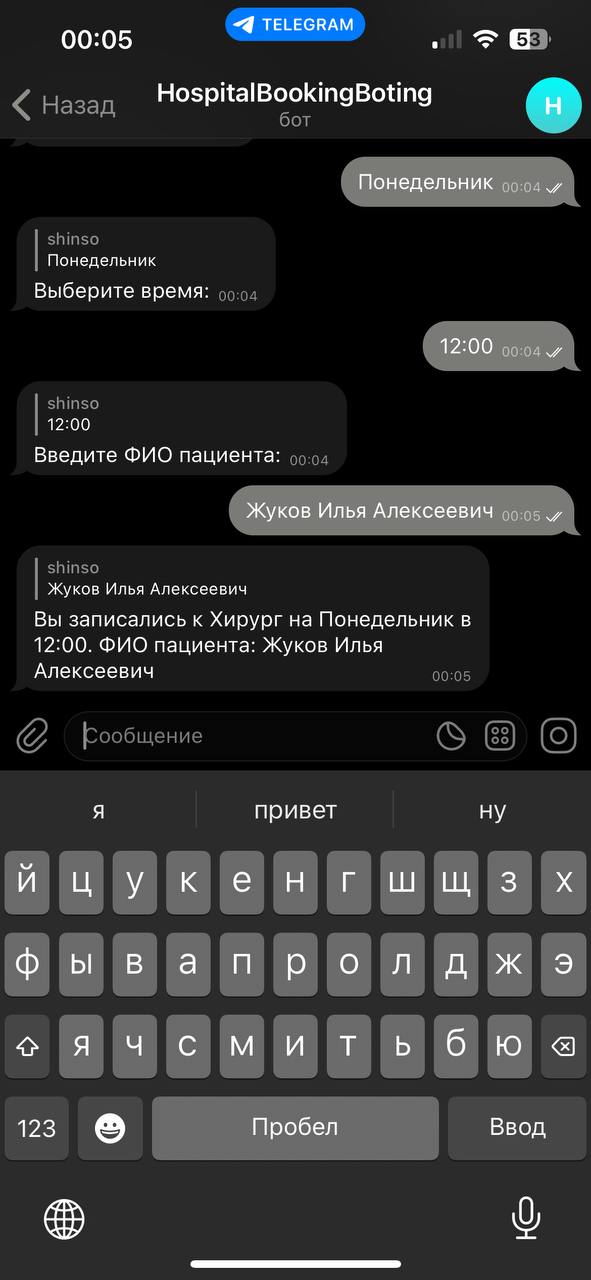 00:05
TELEGRAM
53
Назад
HospitalBookingBoting
бот
H
Понедельник 00:04
shinso
Понедельник
Выберите время: 00:04
12:00 00:04
shinso
12:00
Введите ФИО пациента: 00:04
Жуков Илья Алексеевич 00:05
shinso
Жуков Илья Алексеевич
Вы записались к Хирург на Понедельник в
12:00. ФИО пациента: Жуков Илья
Алексеевич 00:05
Сообщение
я привет ну
й ц у к е н г ш щ з х
ф ы в а п р о л д ж э
я ч с м и т ь б ю
123 Пробел Ввод